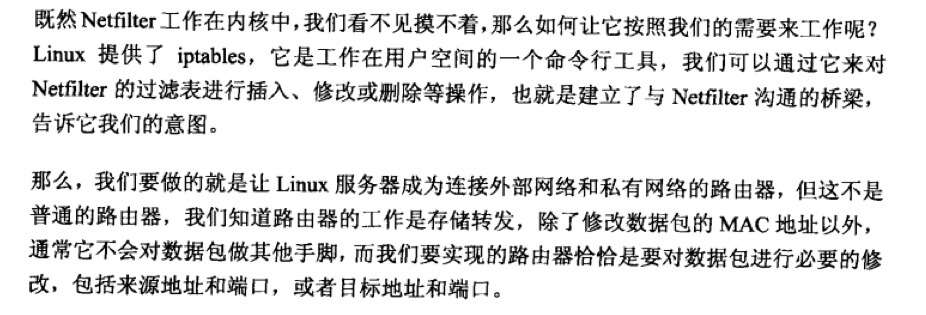 既然Netfilter工作在内核中，我们看不见摸不着，那么如何让它按照我们的需要来工作呢？
Linux 提供了 iptables，它是工作在用户空间的一个命令行工具，我们可以通过它来对
Netfilter 的过滤表进行插入、修改或删除等操作，也就是建立了与 Netfilter 沟通的桥梁，
告诉它我们的意图。
那么，我们要做的就是让 Linux 服务器成为连接外部网络和私有网络的路由器，但这不是
普通的路由器，我们知道路由器的工作是存储转发，除了修改数据包的 MAC 地址以外，
通常它不会对数据包做其他手脚，而我们要实现的路由器恰恰是要对数据包进行必要的修
改，包括来源地址和端口，或者目标地址和端口。